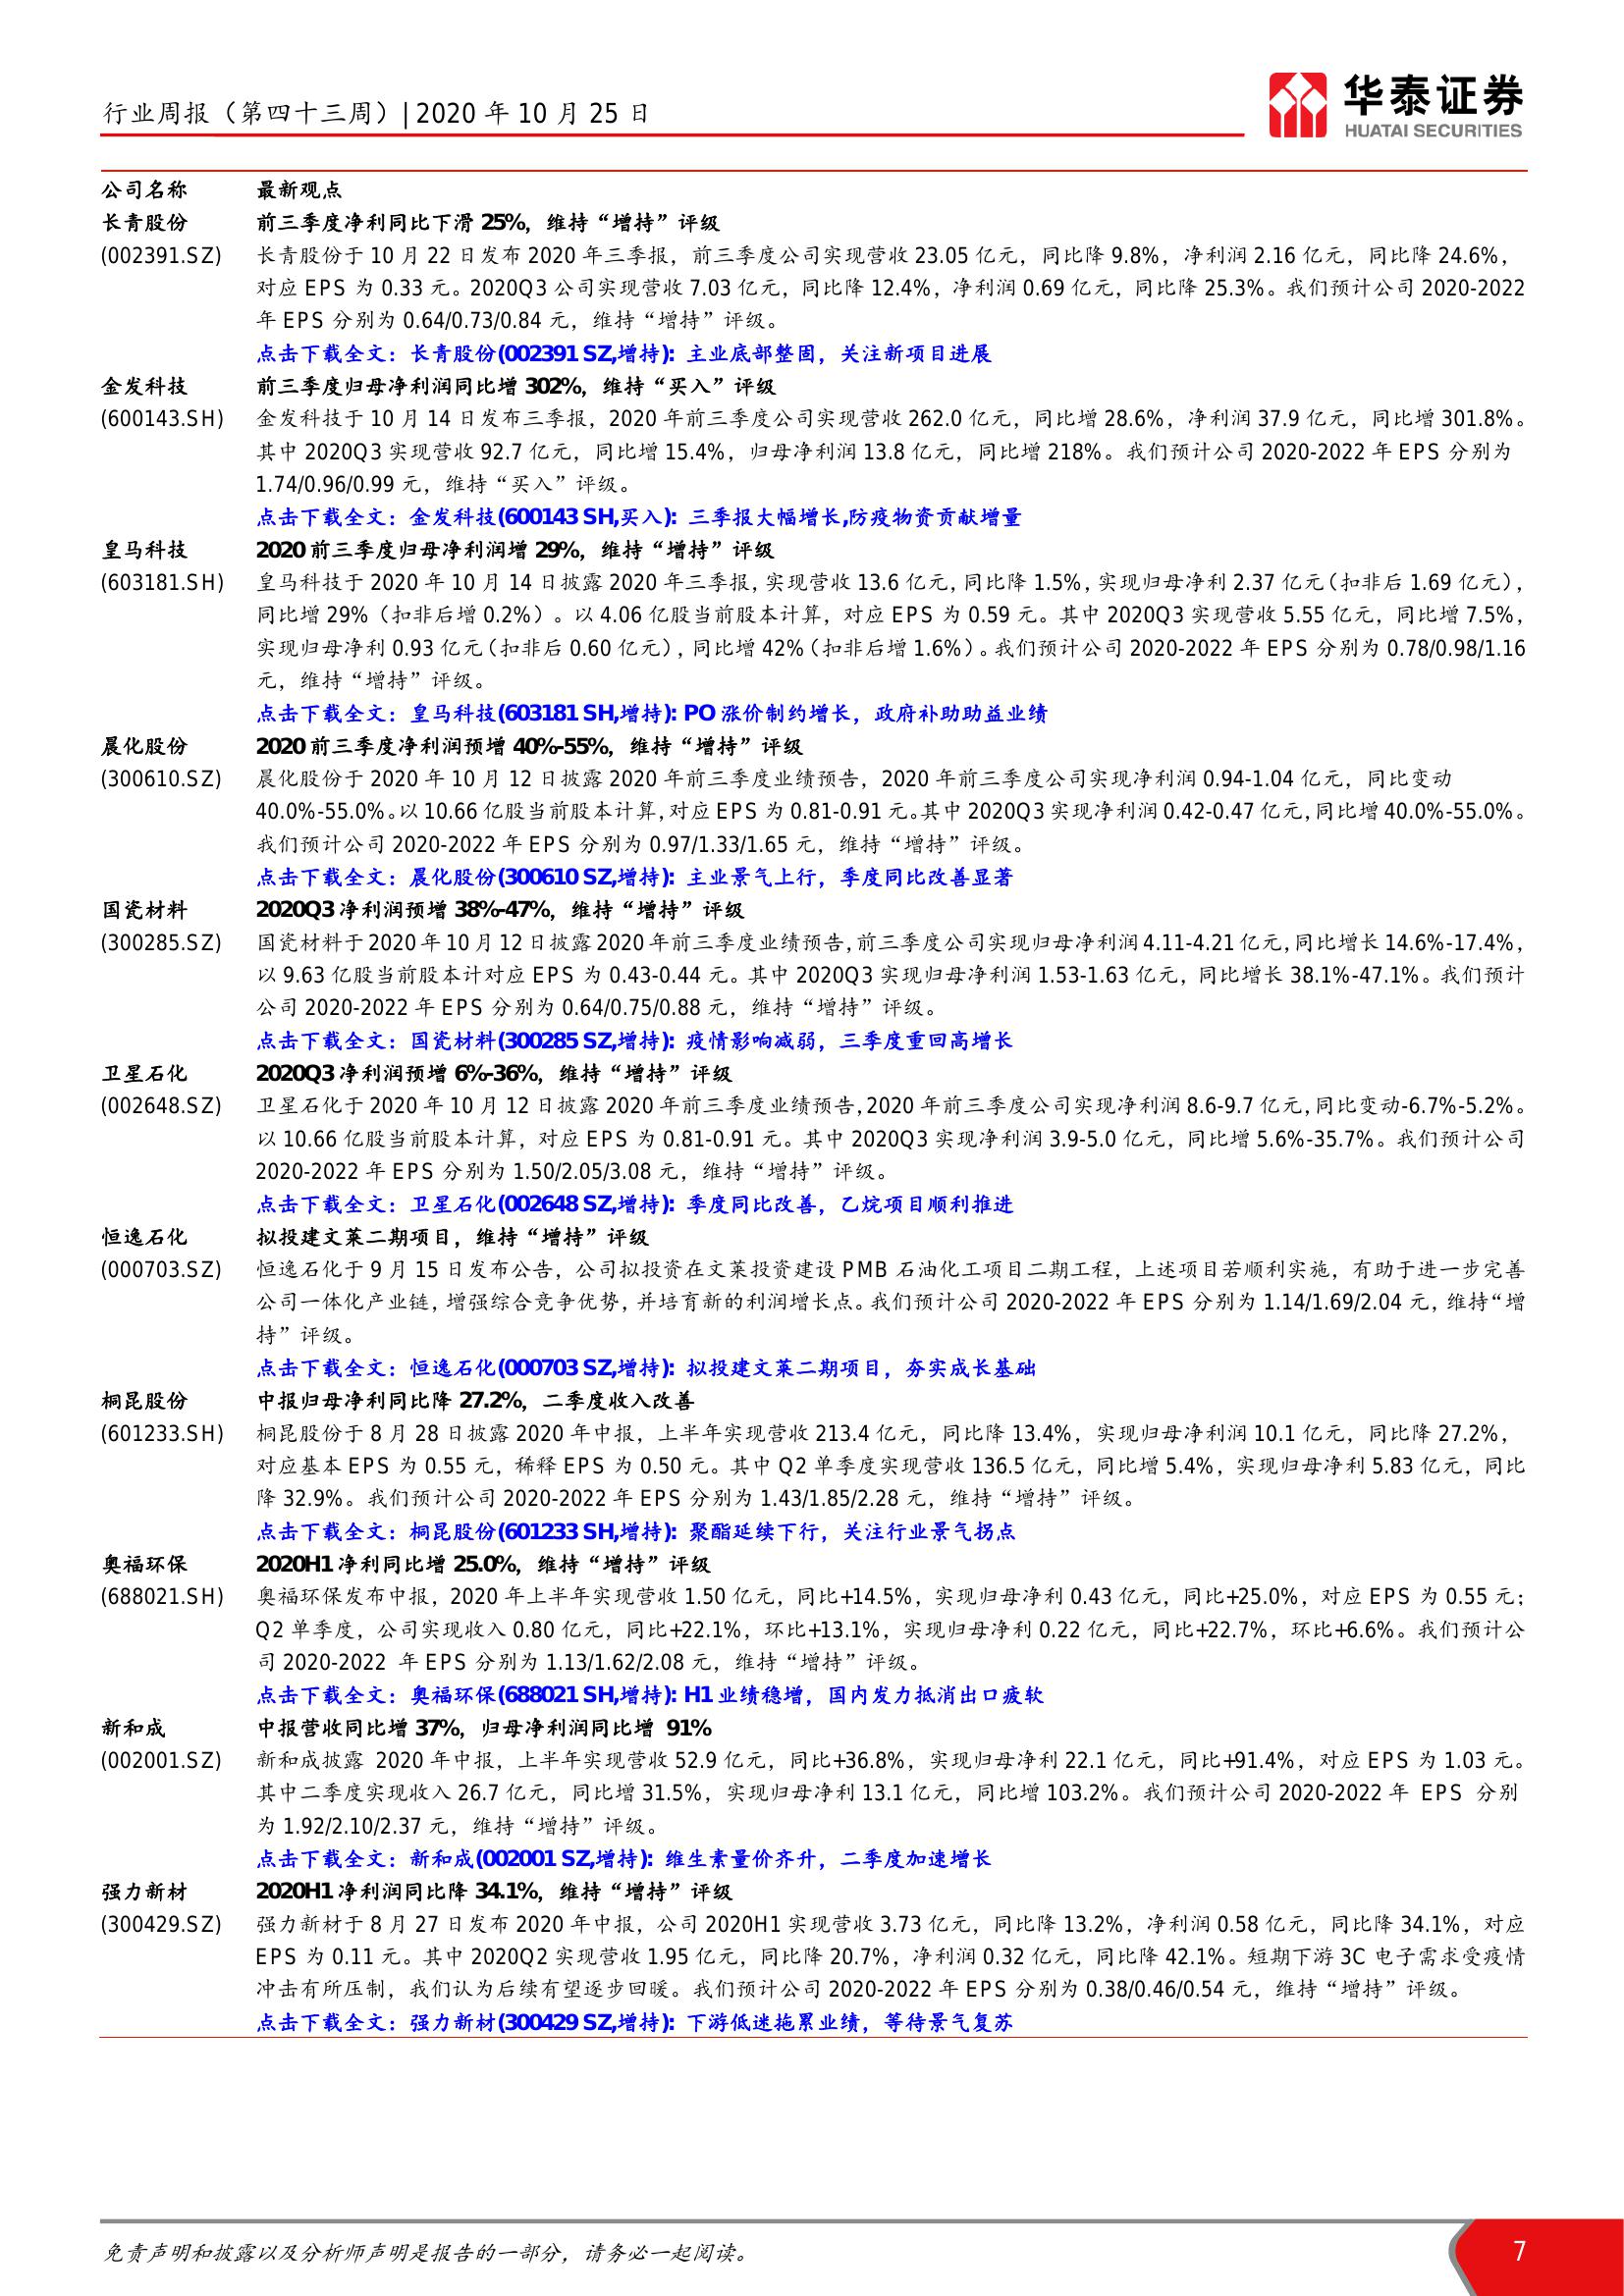 行业周报（第四十三周）| 2020 年 10 月 25 日
华泰证券
HUATAI SECURITIES
公司名称 最新观点
长青股份 前三季度净利同比下滑 25%，维持“增持”评级
(002391.SZ) 长青股份于 10 月 22 日发布 2020 年三季报，前三季度公司实现营收 23.05 亿元，同比降 9.8%，净利润 2.16 亿元，同比降 24.6%，
对应 EPS 为 0.33 元。2020Q3 公司实现营收 7.03 亿元，同比降 12.4%，净利润 0.69 亿元，同比降 25.3%。我们预计公司 2020-2022
年 EPS 分别为 0.64/0.73/0.84 元，维持“增持”评级。
点击下载全文：长青股份(002391 SZ,增持)：主业底部整固，关注新项目进展
金发科技 前三季度归母净利润同比增 302%，维持“买入”评级
(600143.SH) 金发科技于 10 月 14 日发布三季报，2020 年前三季度公司实现营收 262.0 亿元，同比增 28.6%，净利润 37.9 亿元，同比增 301.8%。
其中 2020Q3 实现营收 92.7 亿元，同比增 15.4%，归母净利润 13.8 亿元，同比增 218%。我们预计公司 2020-2022 年 EPS 分别为
1.74/0.96/0.99 元，维持“买入”评级。
点击下载全文：金发科技(600143 SH,买入)：三季报大幅增长,防疫物资贡献增量
皇马科技 2020 前三季度归母净利润增 29%，维持“增持”评级
(603181.SH) 皇马科技于 2020 年 10 月 14 日披露 2020 年三季报，实现营收 13.6 亿元，同比降 1.5%，实现归母净利 2.37 亿元（扣非后 1.69 亿元），
同比增 29%（扣非后增 0.2%）。以 4.06 亿股当前股本计算，对应 EPS 为 0.59 元。其中 2020Q3 实现营收 5.55 亿元，同比增 7.5%，
实现归母净利 0.93 亿元（扣非后 0.60 亿元），同比增 42%（扣非后增 1.6%）。我们预计公司 2020-2022 年 EPS 分别为 0.78/0.98/1.16
元，维持“增持”评级。
点击下载全文：皇马科技(603181 SH,增持)：PO 涨价制约增长，政府补助助益业绩
晨化股份 2020 前三季度净利润预增 40%-55%，维持“增持”评级
(300610.SZ) 晨化股份于 2020 年 10 月 12 日披露 2020 年前三季度业绩预告，2020 年前三季度公司实现净利润 0.94-1.04 亿元，同比变动
40.0%-55.0%。以 10.66 亿股当前股本计算，对应 EPS 为 0.81-0.91 元。其中 2020Q3 实现净利润 0.42-0.47 亿元，同比增 40.0%-55.0%。
我们预计公司 2020-2022 年 EPS 分别为 0.97/1.33/1.65 元，维持“增持”评级。
点击下载全文：晨化股份(300610 SZ,增持)：主业景气上行，季度同比改善显著
国瓷材料 2020Q3 净利润预增 38%-47%，维持“增持”评级
(300285.SZ) 国瓷材料于 2020 年 10 月 12 日披露 2020 年前三季度业绩预告，前三季度公司实现归母净利润 4.11-4.21 亿元，同比增长 14.6%-17.4%，
以 9.63 亿股当前股本计对应 EPS 为 0.43-0.44 元。其中 2020Q3 实现归母净利润 1.53-1.63 亿元，同比增长 38.1%-47.1%。我们预计
公司 2020-2022 年 EPS 分别为 0.64/0.75/0.88 元，维持“增持”评级。
点击下载全文：国瓷材料(300285 SZ,增持)：疫情影响减弱，三季度重回高增长
卫星石化 2020Q3 净利润预增 6%-36%，维持“增持”评级
(002648.SZ) 卫星石化于 2020 年 10 月 12 日披露 2020 年前三季度业绩预告，2020 年前三季度公司实现净利润 8.6-9.7 亿元，同比变动-6.7%-5.2%。
以 10.66 亿股当前股本计算，对应 EPS 为 0.81-0.91 元。其中 2020Q3 实现净利润 3.9-5.0 亿元，同比增 5.6%-35.7%。我们预计公司
2020-2022 年 EPS 分别为 1.50/2.05/3.08 元，维持“增持”评级。
点击下载全文：卫星石化(002648 SZ,增持)：季度同比改善，乙烷项目顺利推进
恒逸石化 拟投建文莱二期项目，维持“增持”评级
(000703.SZ) 恒逸石化于 9 月 15 日发布公告，公司拟投资在文莱投资建设 PMB 石油化工项目二期工程，上述项目若顺利实施，有助于进一步完善
公司一体化产业链，增强综合竞争优势，并培育新的利润增长点。我们预计公司 2020-2022 年 EPS 分别为 1.14/1.69/2.04 元，维持“增
持”评级。
点击下载全文：恒逸石化(000703 SZ,增持)：拟投建文莱二期项目，夯实成长基础
桐昆股份 中报归母净利同比降 27.2%，二季度收入改善
(601233.SH) 桐昆股份于 8 月 28 日披露 2020 年中报，上半年实现营收 213.4 亿元，同比降 13.4%，实现归母净利润 10.1 亿元，同比降 27.2%，
对应基本 EPS 为 0.55 元，稀释 EPS 为 0.50 元。其中 Q2 单季度实现营收 136.5 亿元，同比增 5.4%，实现归母净利 5.83 亿元，同比
降 32.9%。我们预计公司 2020-2022 年 EPS 分别为 1.43/1.85/2.28 元，维持“增持”评级。
点击下载全文：桐昆股份(601233 SH,增持)：聚酯延续下行，关注行业景气拐点
奥福环保 2020H1 净利同比增 25.0%，维持“增持”评级
(688021.SH) 奥福环保发布中报，2020 年上半年实现营收 1.50 亿元，同比+14.5%，实现归母净利 0.43 亿元，同比+25.0%，对应 EPS 为 0.55 元；
Q2 单季度，公司实现收入 0.80 亿元，同比+22.1%，环比+13.1%，实现归母净利 0.22 亿元，同比+22.7%，环比+6.6%。我们预计公
司 2020-2022 年 EPS 分别为 1.13/1.62/2.08 元，维持“增持”评级。
点击下载全文：奥福环保(688021 SH,增持)：H1 业绩稳增，国内发力抵消出口疲软
新和成 中报营收同比增 37%，归母净利润同比增 91%
(002001.SZ) 新和成披露 2020 年中报，上半年实现营收 52.9 亿元，同比+36.8%，实现归母净利 22.1 亿元，同比+91.4%，对应 EPS 为 1.03 元。
其中二季度实现收入 26.7 亿元，同比增 31.5%，实现归母净利 13.1 亿元，同比增 103.2%。我们预计公司 2020-2022 年 EPS 分别
为 1.92/2.10/2.37 元，维持“增持”评级。
点击下载全文：新和成(002001 SZ,增持)：维生素量价齐升，二季度加速增长
强力新材 2020H1 净利润同比降 34.1%，维持“增持”评级
(300429.SZ) 强力新材于 8 月 27 日发布 2020 年中报，公司 2020H1 实现营收 3.73 亿元，同比降 13.2%，净利润 0.58 亿元，同比降 34.1%，对应
EPS 为 0.11 元。其中 2020Q2 实现营收 1.95 亿元，同比降 20.7%，净利润 0.32 亿元，同比降 42.1%。短期下游 3C 电子需求受疫情
冲击有所压制，我们认为后续有望逐步回暖。我们预计公司 2020-2022 年 EPS 分别为 0.38/0.46/0.54 元，维持“增持”评级。
点击下载全文：强力新材(300429 SZ,增持)：下游低迷拖累业绩，等待景气复苏
免责声明和披露以及分析师声明是报告的一部分，请务必一起阅读。 7